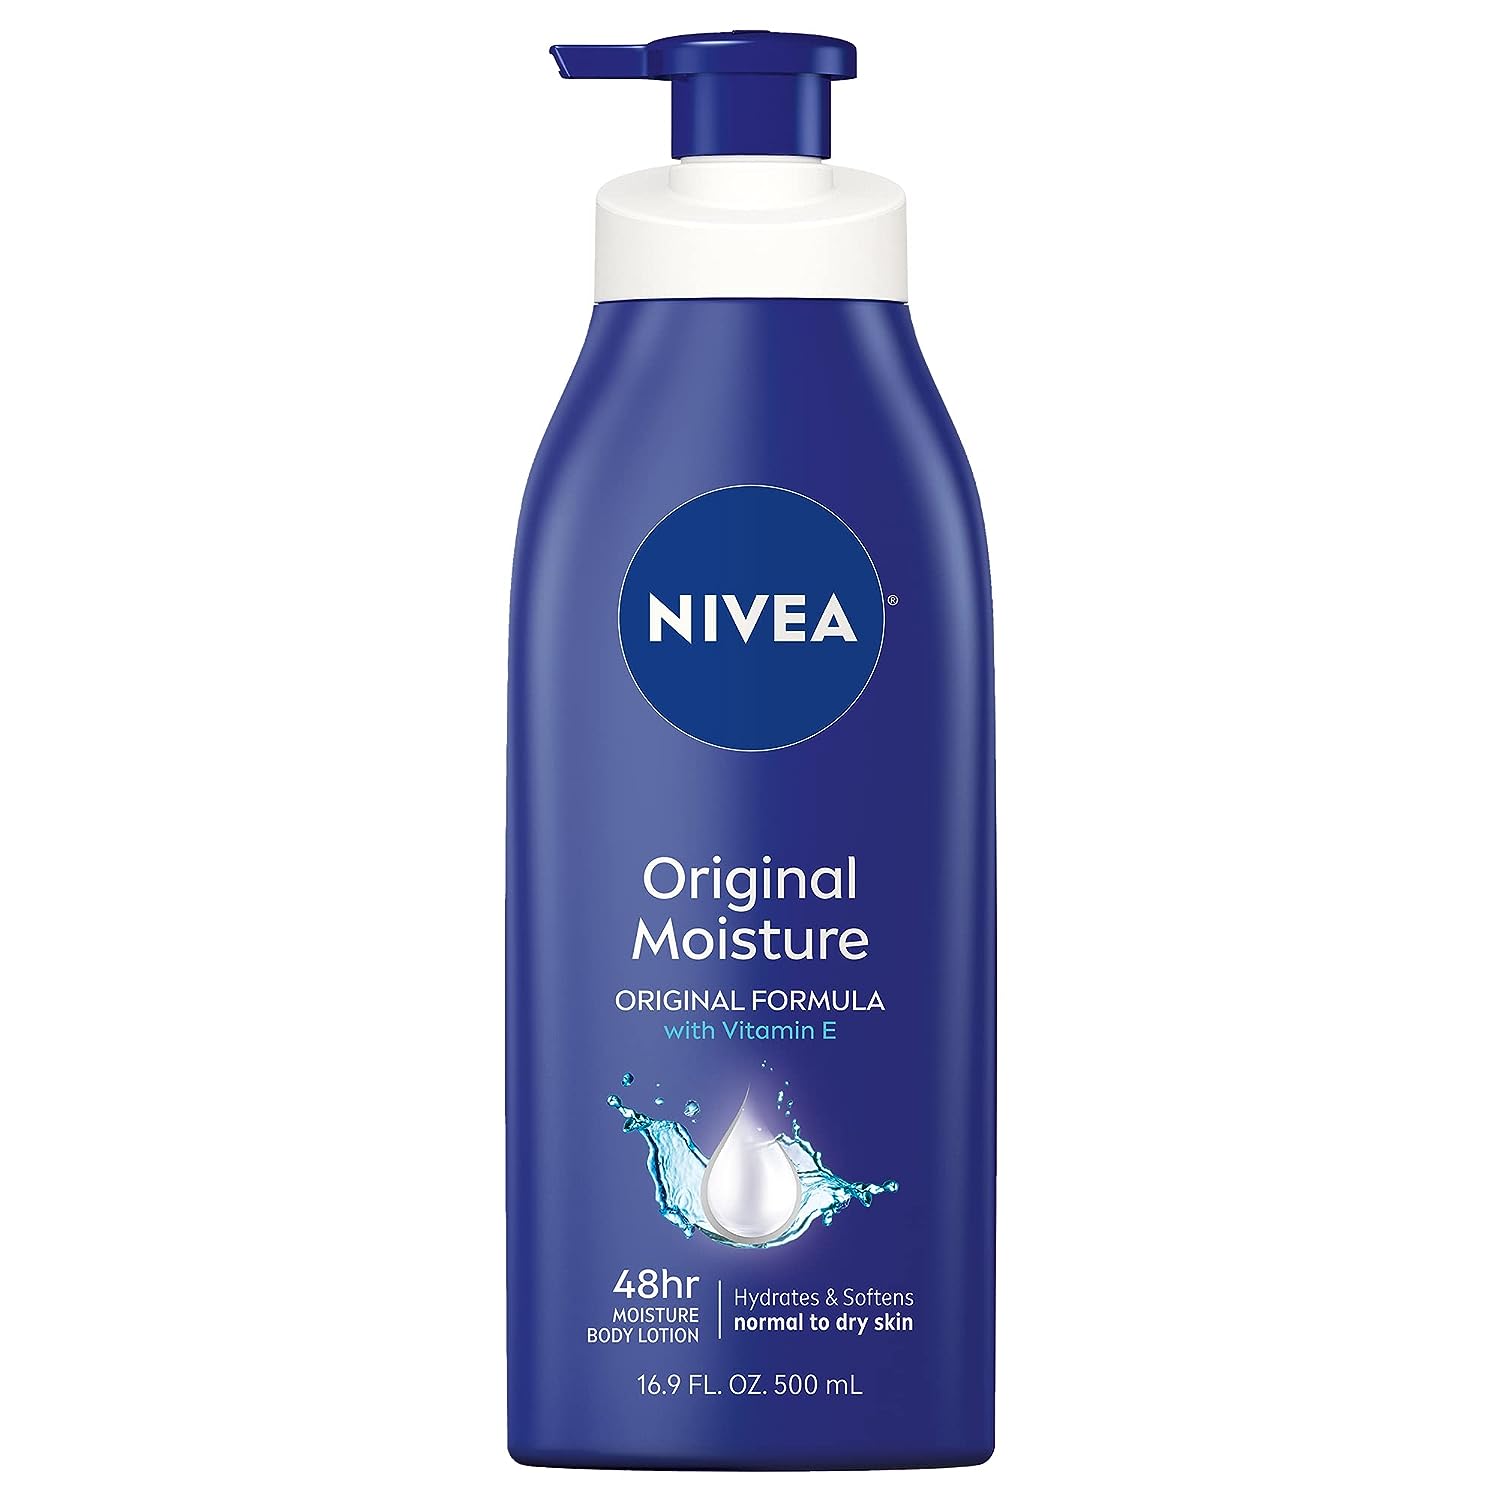 NIVEA®
Original
Moisture
ORIGINAL FORMULA
with Vitamin E
48hr
MOISTURE
BODY LOTION
Hydrates & Softens
normal to dry skin
16.9 FL. OZ. 500 mL